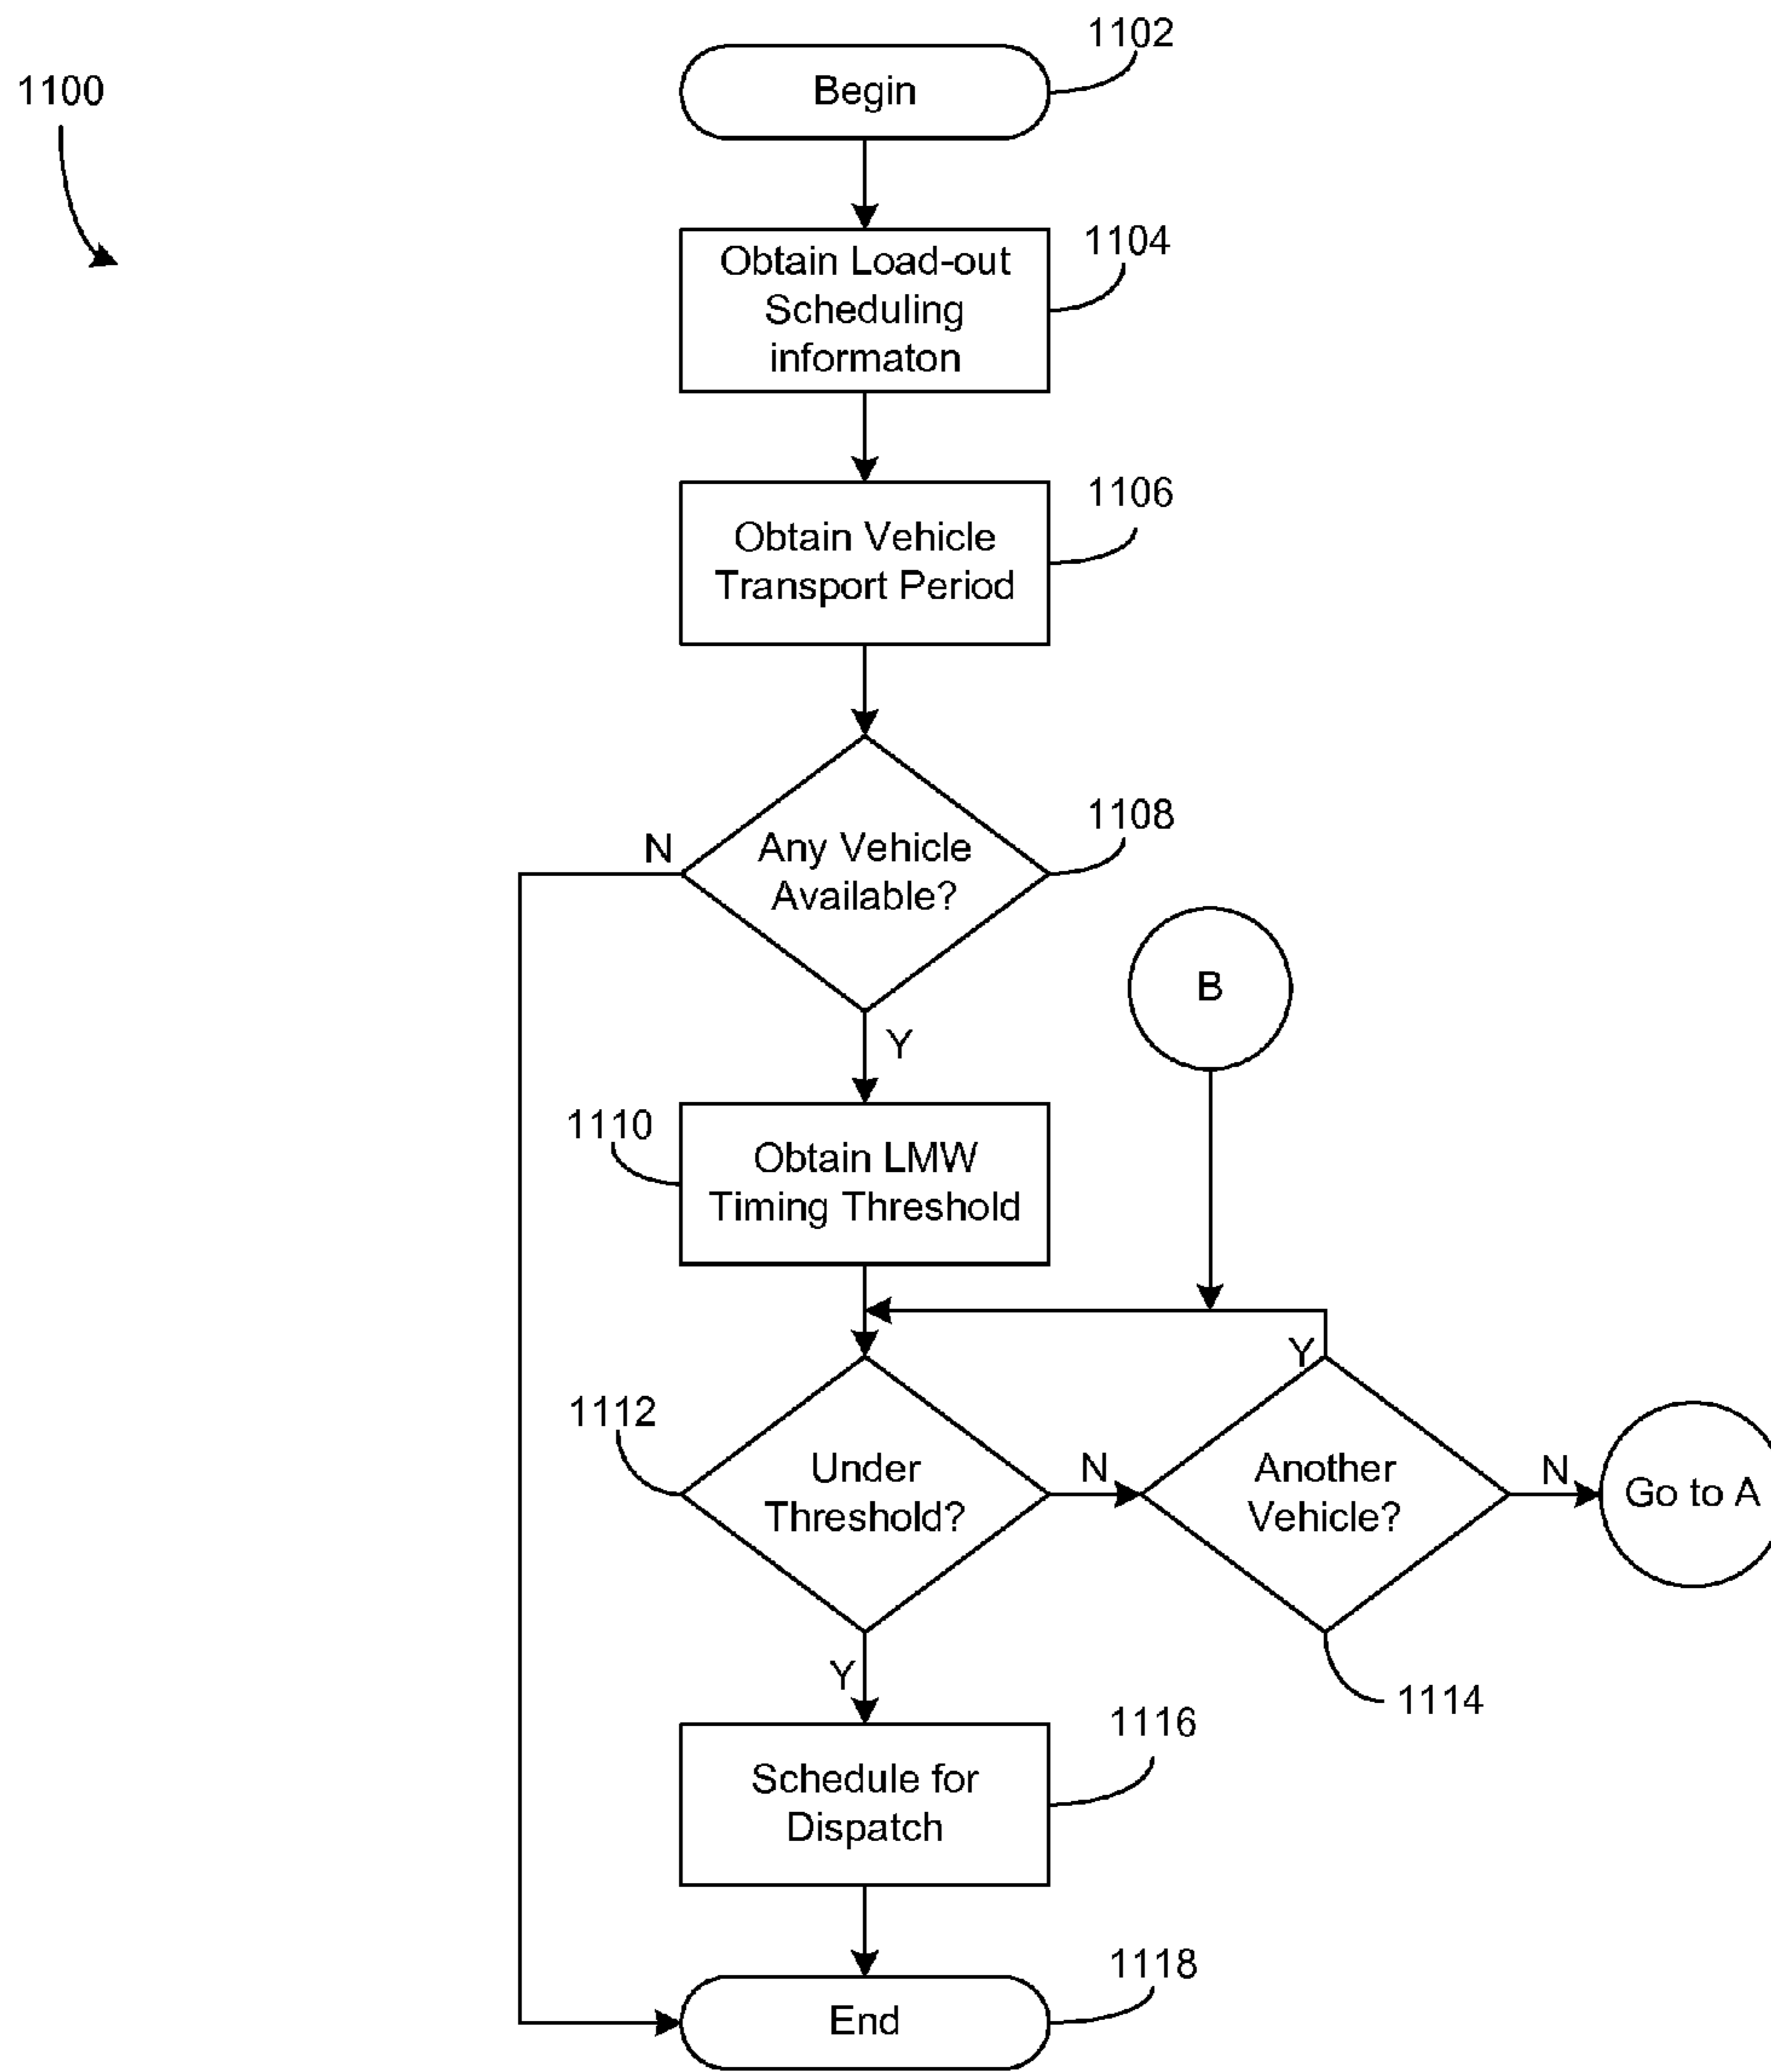 1100
1102
Begin
1104
Obtain Load-out
Scheduling
informaton
1106
Obtain Vehicle
Transport Period
1108
N
Any Vehicle
Available?
Y
B
1110
Obtain LMW
Timing Threshold
1112
Under
Threshold?
N
Y
Another
Vehicle?
N
Go to A
1114
Y
1116
Schedule for
Dispatch
1118
End